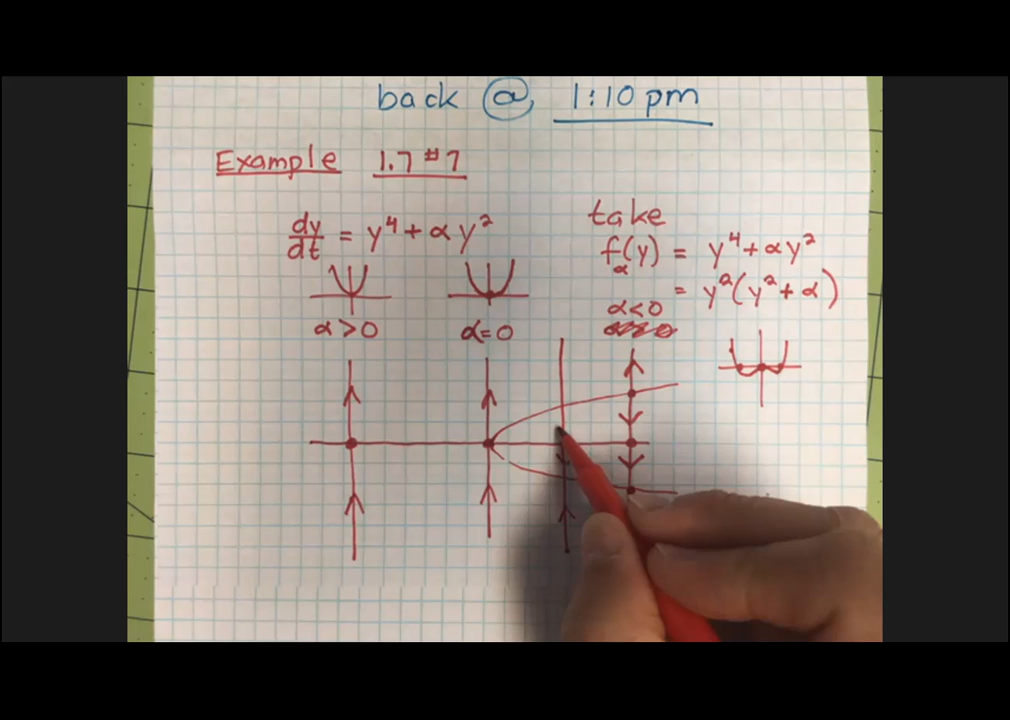 back @ 1:10 pm
Example 1.7 #7
dy/dt = y⁴ + αy²
take
f_α(y) = y⁴ + αy²
= y²(y² + α)
α > 0
α = 0
α < 0